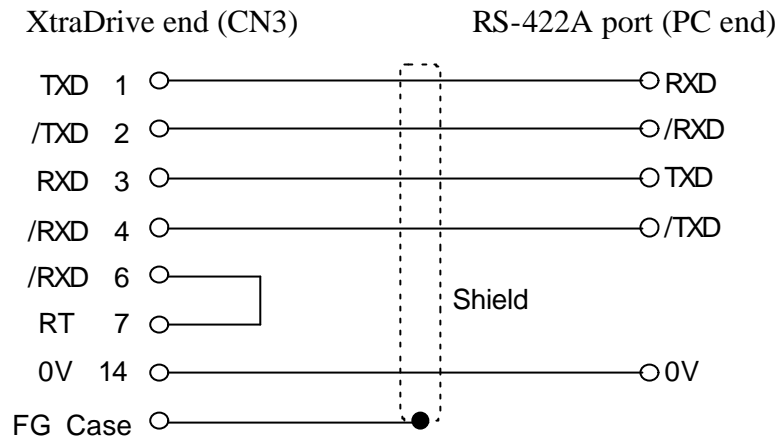 XtraDrive end (CN3) RS-422A port (PC end)
TXD 1 RXD
/TXD 2 /RXD
RXD 3 TXD
/RXD 4 /TXD
/RXD 6
Shield
RT 7
0V 14 0V
FG Case